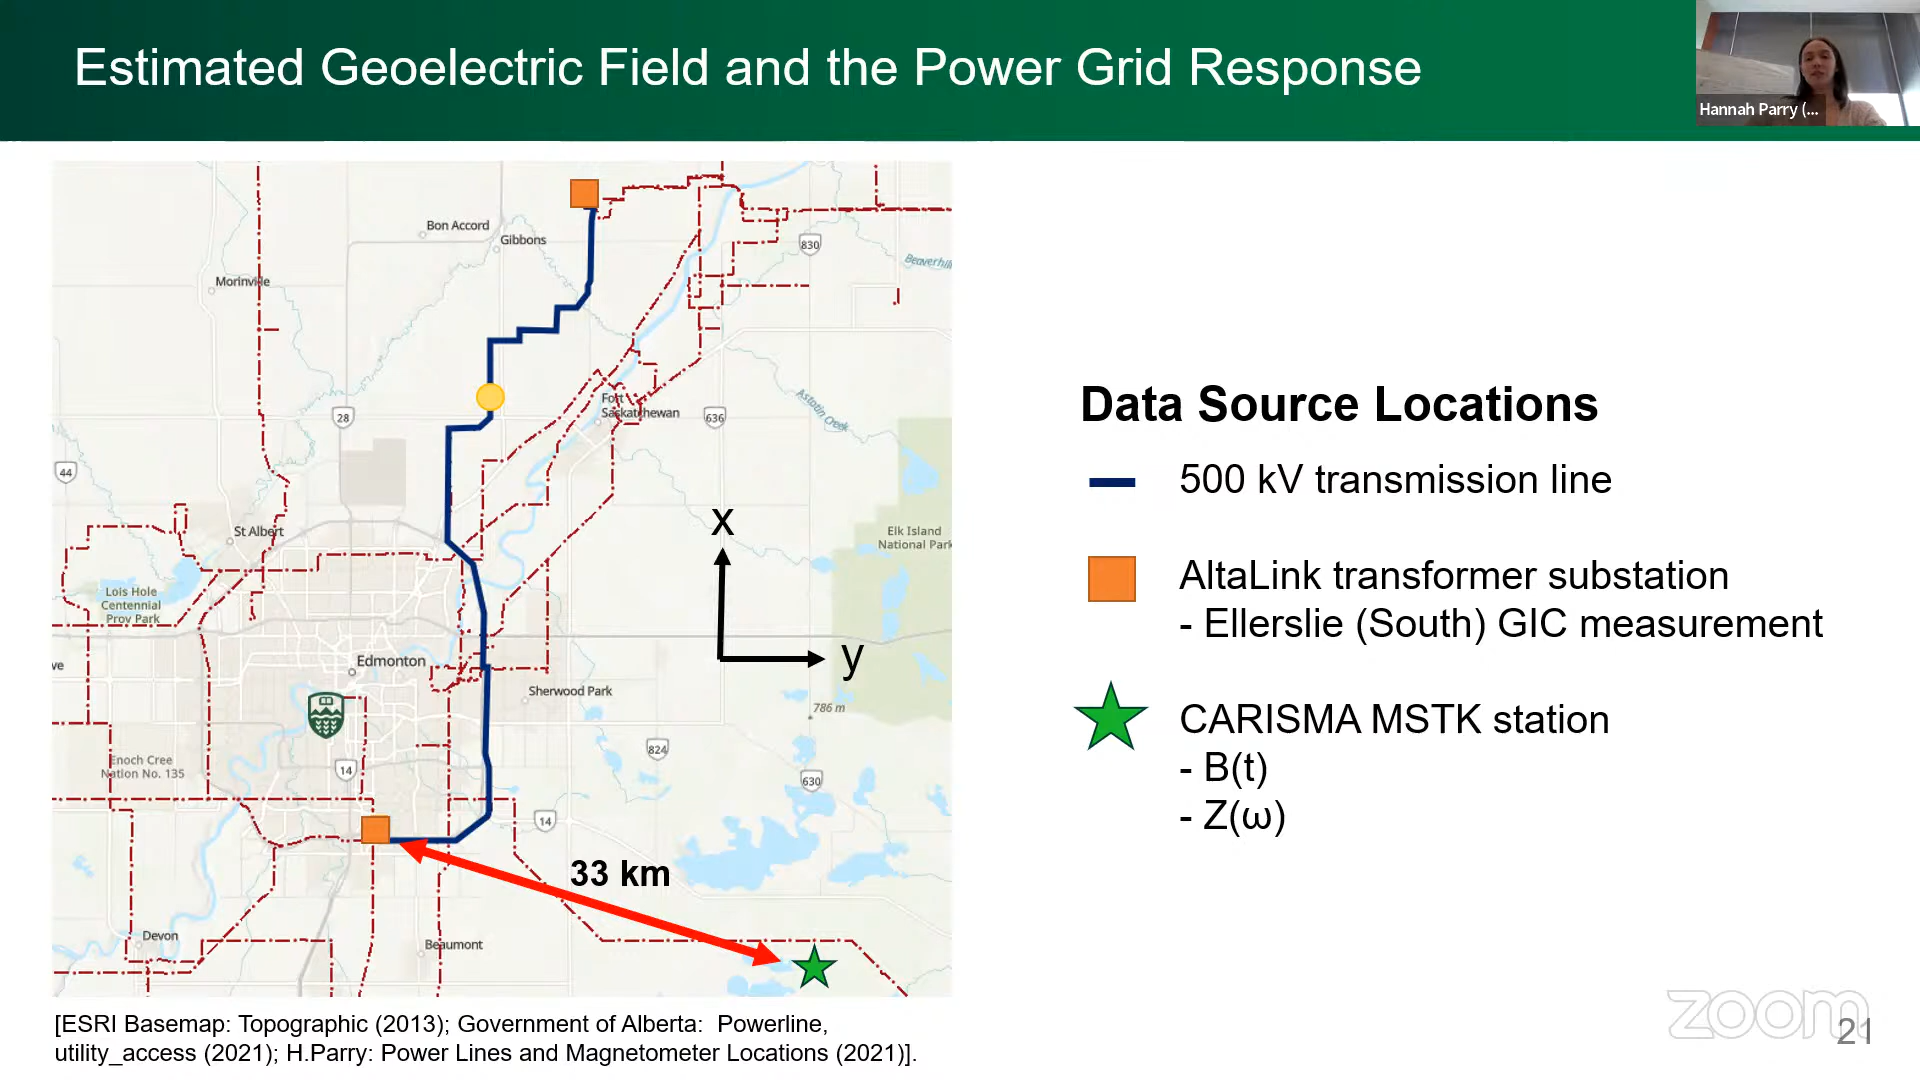 Estimated Geoelectric Field and the Power Grid Response
Hannah Parry (...
Bon Accord
Gibbons
830
Beaverhil
Morinville
28
Fort
Saskatchewan
636
Astotin Creek
44
x
St Albert
Elk Island
National Park
Lois Hole
Centennial
Prov Park
ve
Edmonton
y
Sherwood Park
786 m
824
Enoch Cree
Nation No. 135
14
630
14
33 km
Devon
Beaumont
Data Source Locations
500 kV transmission line
AltaLink transformer substation
- Ellerslie (South) GIC measurement
CARISMA MSTK station
- B(t)
- Z(ω)
[ESRI Basemap: Topographic (2013); Government of Alberta: Powerline,
utility_access (2021); H.Parry: Power Lines and Magnetometer Locations (2021)].
zoom
21